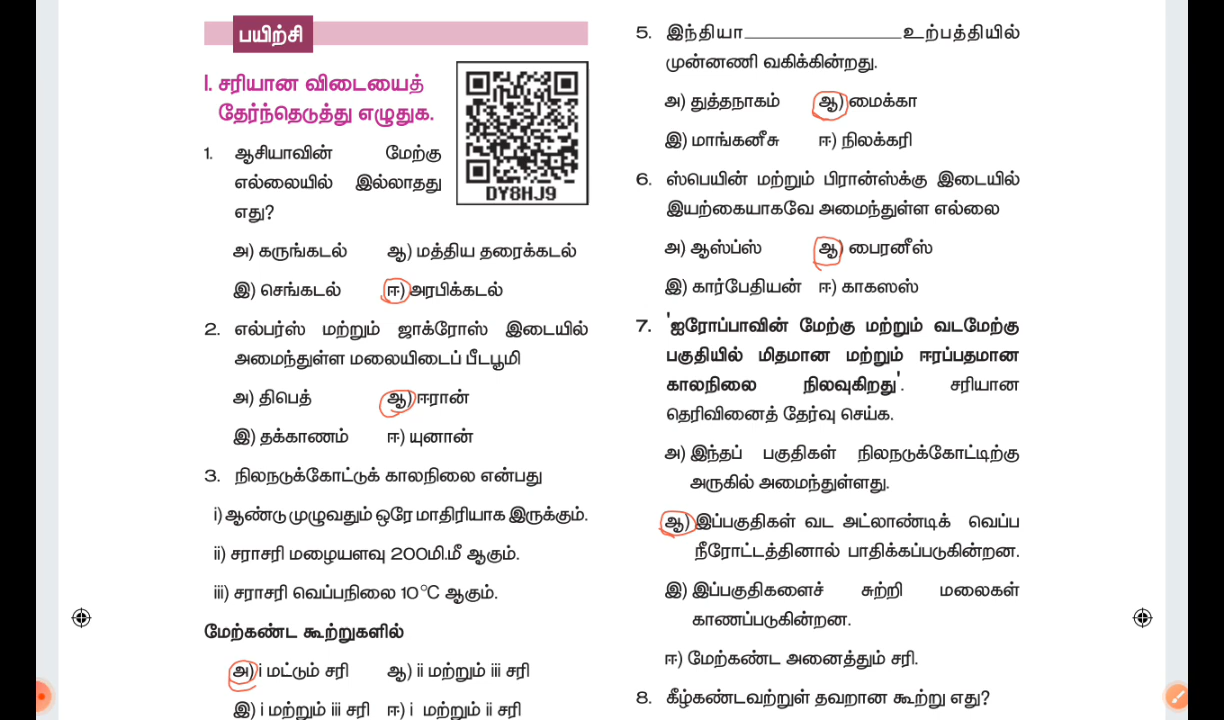 பயிற்சி
I. சரியான விடையைத்
தேர்ந்தெடுத்து எழுதுக.
DY8HJ9
1. ஆசியாவின் மேற்கு
எல்லையில் இல்லாதது
எது?
அ) கருங்கடல் ஆ) மத்திய தரைக்கடல்
இ) செங்கடல் ஈ) அரபிக்கடல்
2. எல்பர்ஸ் மற்றும் ஜாக்ரோஸ் இடையில்
அமைந்துள்ள மலையிடைப் பீடபூமி
அ) திபெத் ஆ) ஈரான்
இ) தக்காணம் ஈ) யுனான்
3. நிலநடுக்கோட்டுக் காலநிலை என்பது
i) ஆண்டு முழுவதும் ஒரே மாதிரியாக இருக்கும்.
ii) சராசரி மழையளவு 200மி.மீ ஆகும்.
iii) சராசரி வெப்பநிலை 10°C ஆகும்.
மேற்கண்ட கூற்றுகளில்
அ) i மட்டும் சரி ஆ) ii மற்றும் iii சரி
இ) i மற்றும் iii சரி ஈ) i மற்றும் ii சரி
5. இந்தியா________________உற்பத்தியில்
முன்னணி வகிக்கின்றது.
அ) துத்தநாகம் ஆ) மைக்கா
இ) மாங்கனீசு ஈ) நிலக்கரி
6. ஸ்பெயின் மற்றும் பிரான்ஸ்க்கு இடையில்
இயற்கையாகவே அமைந்துள்ள எல்லை
அ) ஆஸ்ப்ஸ் ஆ) பைரனீஸ்
இ) கார்பேதியன் ஈ) காகஸஸ்
7. 'ஐரோப்பாவின் மேற்கு மற்றும் வடமேற்கு
பகுதியில் மிதமான மற்றும் ஈரப்பதமான
காலநிலை நிலவுகிறது'. சரியான
தெரிவினைத் தேர்வு செய்க.
அ) இந்தப் பகுதிகள் நிலநடுக்கோட்டிற்கு
அருகில் அமைந்துள்ளது.
ஆ) இப்பகுதிகள் வட அட்லாண்டிக் வெப்ப
நீரோட்டத்தினால் பாதிக்கப்படுகின்றன.
இ) இப்பகுதிகளைச் சுற்றி மலைகள்
காணப்படுகின்றன.
ஈ) மேற்கண்ட அனைத்தும் சரி.
8. கீழ்கண்டவற்றுள் தவறான கூற்று எது?